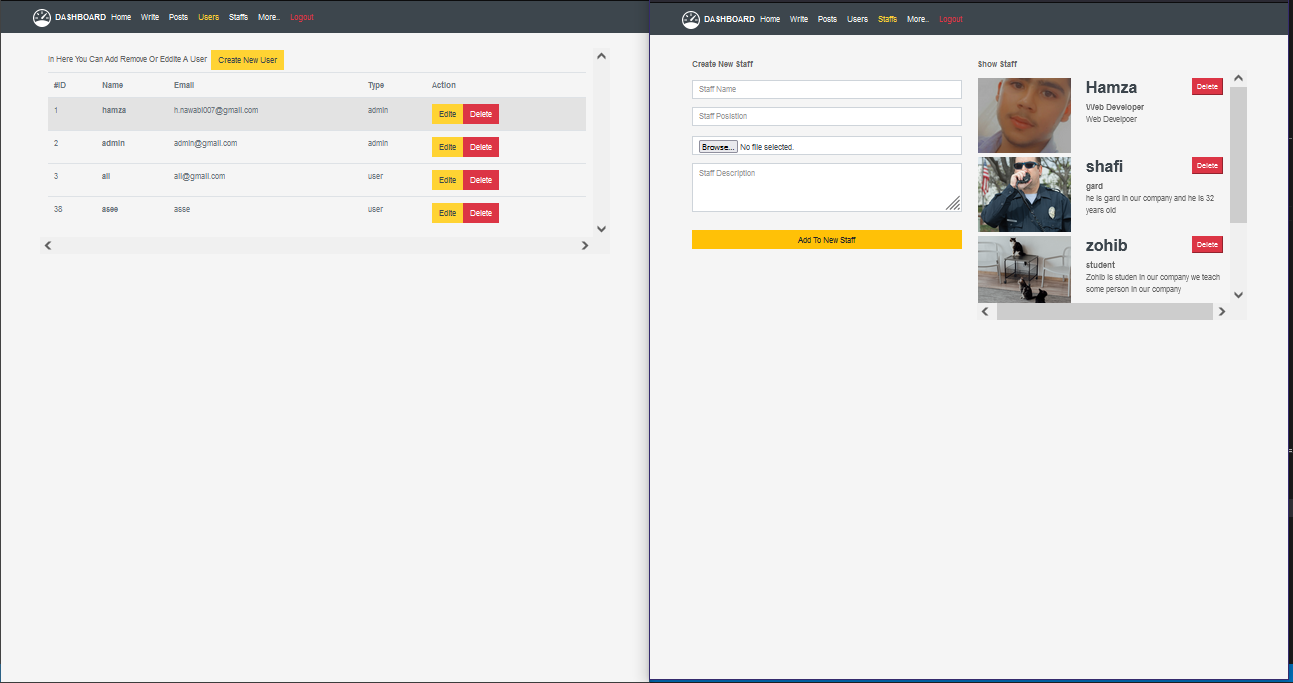 DASHBOARD Home Write Posts Users Staffs More.. Logout
In Here You Can Add Remove Or Eddite A User Create New User
#ID Name Email Type Action
1 hamza h.nawabi007@gmail.com admin Edite Delete
2 admin admin@gmail.com admin Edite Delete
3 ali ali@gmail.com user Edite Delete
38 asee asse user Edite Delete
DASHBOARD Home Write Posts Users Staffs More.. Logout
Create New Staff
Staff Name
Staff Posistion
Browse... No file selected.
Staff Description
Add To New Staff
Show Staff
Hamza Delete
Web Developer
Web Develpoer
shafi Delete
gard
he is gard in our company and he is 32
years old
zohib Delete
student
Zohib is studen in our company we teach
some person in our company